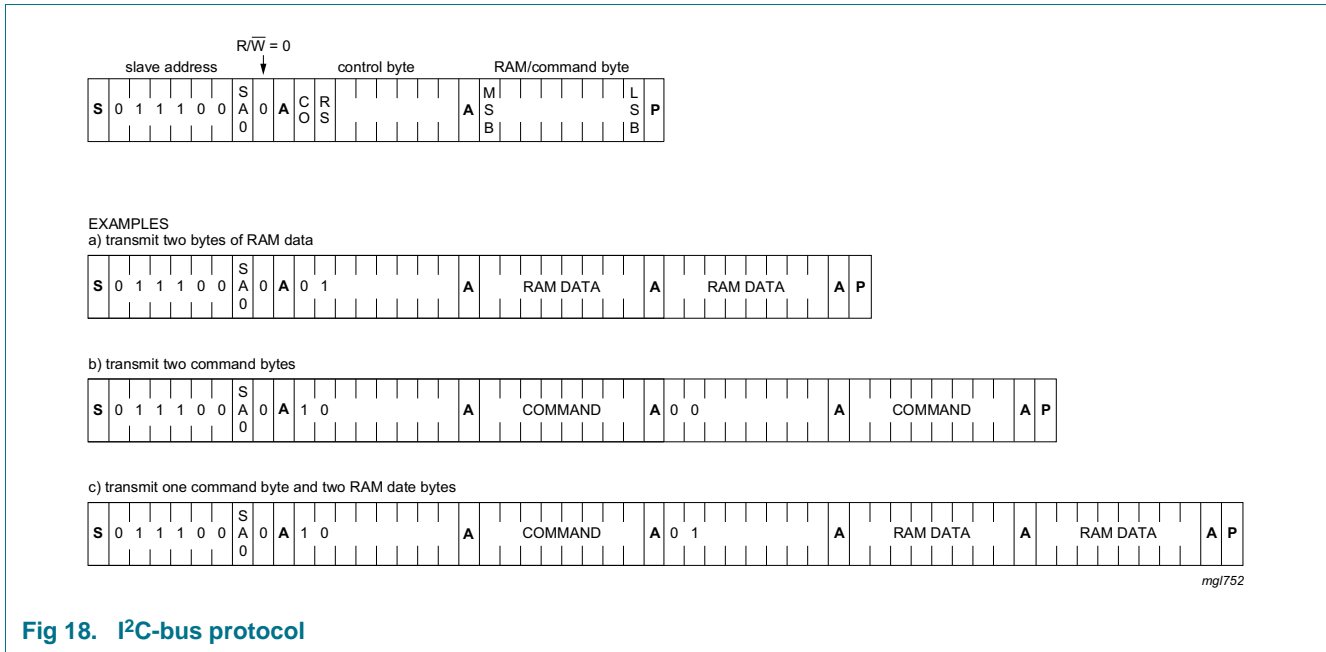 R/W = 0
slave address control byte RAM/command byte
S 0 1 1 1 0 0 SA0 0 A CO RS A MSB LSB P
EXAMPLES
a) transmit two bytes of RAM data
S 0 1 1 1 0 0 SA0 0 A 0 1 A RAM DATA A RAM DATA A P
b) transmit two command bytes
S 0 1 1 1 0 0 SA0 0 A 1 0 A COMMAND A 0 0 A COMMAND A P
c) transmit one command byte and two RAM date bytes
S 0 1 1 1 0 0 SA0 0 A 1 0 A COMMAND A 0 1 A RAM DATA A RAM DATA A P
mgl752
Fig 18. I²C-bus protocol